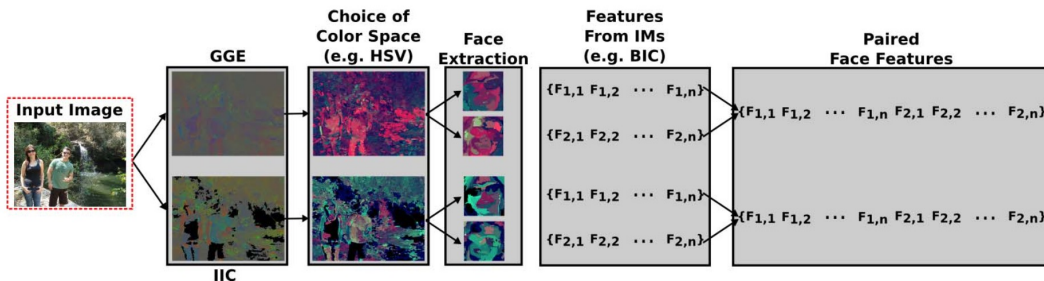 Input Image
GGE
IIC
Choice of
Color Space
(e.g. HSV)
Face
Extraction
Features
From IMs
(e.g. BIC)
{F1,1 F1,2 ... F1,n}
{F2,1 F2,2 ... F2,n}
{F1,1 F1,2 ... F1,n}
{F2,1 F2,2 ... F2,n}
Paired
Face Features
{F1,1 F1,2 ... F1,n F2,1 F2,2 ... F2,n}
{F1,1 F1,2 ... F1,n F2,1 F2,2 ... F2,n}